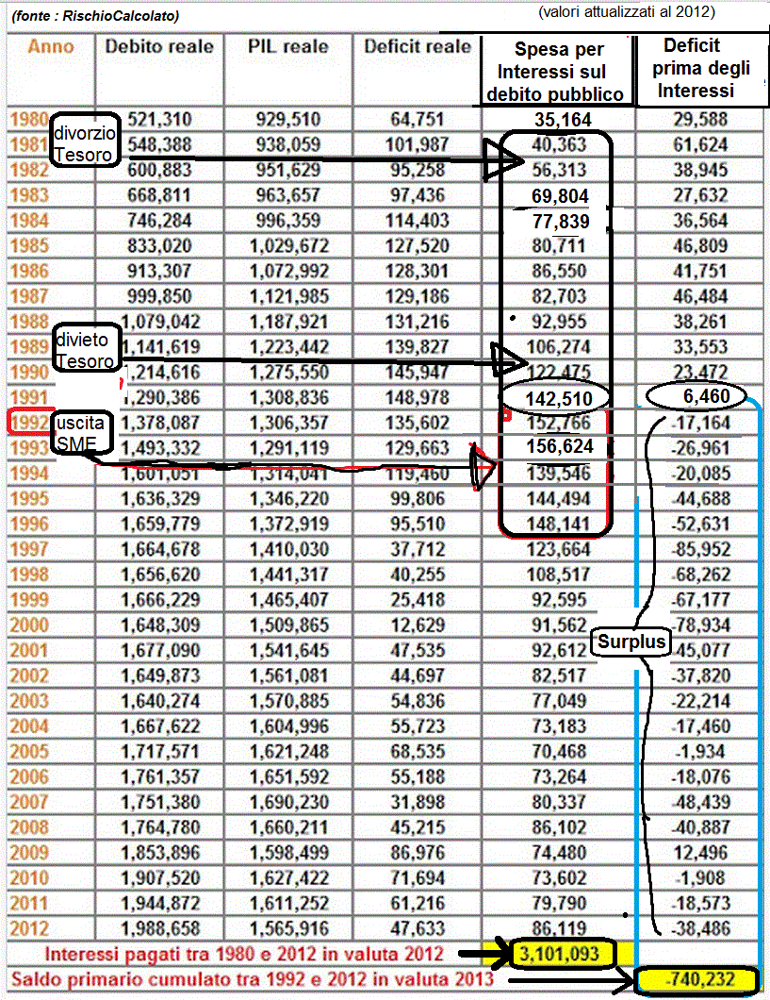 (fonte : RischioCalcolato) (valori attualizzati al 2012)
Anno Debito reale PIL reale Deficit reale Spesa per Interessi sul debito pubblico Deficit prima degli Interessi
1980 521,310 929,510 64,751 35,164 29,588
divorzio Tesoro
1981 548,388 938,059 101,987 40,363 61,624
1982 600,883 951,629 95,258 56,313 38,945
1983 668,811 963,657 97,436 69,804 27,632
1984 746,284 996,359 114,403 77,839 36,564
1985 833,020 1,029,672 127,520 80,711 46,809
1986 913,307 1,072,992 128,301 86,550 41,751
1987 999,850 1,121,985 129,186 82,703 46,484
1988 1,079,042 1,187,921 131,216 92,955 38,261
divieto Tesoro
1989 1,141,619 1,223,442 139,827 106,274 33,553
1990 1,214,616 1,275,550 145,947 122,475 23,472
1991 1,290,386 1,308,836 148,978 142,510 6,460
1992 1,378,087 1,306,357 135,602 152,766 -17,164
uscita SME
1993 1,493,332 1,291,119 129,663 156,624 -26,961
1994 1,601,051 1,314,041 119,460 139,546 -20,085
1995 1,636,329 1,346,220 99,806 144,494 -44,688
1996 1,659,779 1,372,919 95,510 148,141 -52,631
1997 1,664,678 1,410,030 37,712 123,664 -85,952
1998 1,656,620 1,441,317 40,255 108,517 -68,262
1999 1,666,229 1,465,407 25,418 92,595 -67,177
2000 1,648,309 1,509,865 12,629 91,562 -78,934
Surplus
2001 1,677,090 1,541,645 47,535 92,612 45,077
2002 1,649,873 1,561,081 44,697 82,517 -37,820
2003 1,640,274 1,570,885 54,836 77,049 -22,214
2004 1,667,622 1,604,996 55,723 73,183 -17,460
2005 1,717,571 1,621,248 68,535 70,468 -1,934
2006 1,761,357 1,651,592 55,188 73,264 -18,076
2007 1,751,380 1,690,230 31,898 80,337 -48,439
2008 1,764,780 1,660,211 45,215 86,102 -40,887
2009 1,853,896 1,598,499 86,976 74,480 12,496
2010 1,907,520 1,627,422 71,694 73,602 -1,908
2011 1,944,872 1,611,252 61,216 79,790 -18,573
2012 1,988,658 1,565,916 47,633 86,119 -38,486
Interessi pagati tra 1980 e 2012 in valuta 2012 3,101,093
Saldo primario cumulato tra 1992 e 2012 in valuta 2013 -740,232